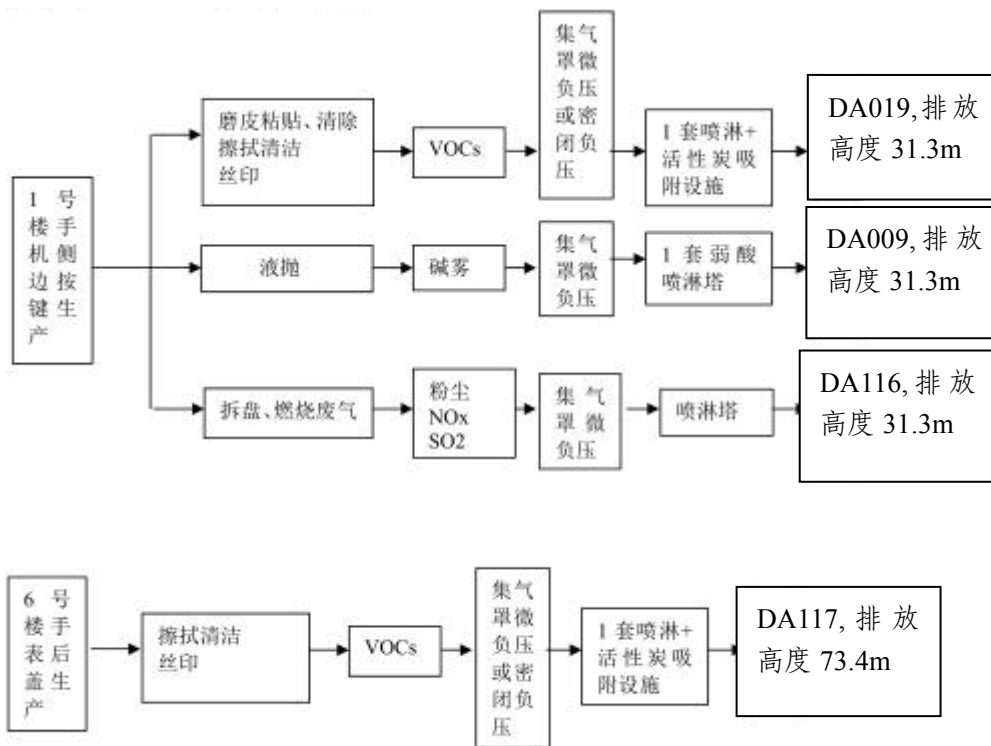 1 号
楼 手
机 侧
边 按
键 生
产
磨皮粘贴、清除
擦拭清洁
丝印
VOCs
集 气
罩 微
负 压
或 密
闭 负
压
1 套喷淋+
活性炭吸
附设施
DA019,排 放
高度 31.3m
液抛
碱雾
集 气
罩 微
负压
1 套 弱 酸
喷淋塔
DA009,排 放
高度 31.3m
拆盘、燃烧废气
粉尘
NOx
SO2
集 气
罩 微
负压
喷淋塔
DA116,排 放
高度 31.3m
6 号
楼 手
表 后
盖 生
产
擦拭清洁
丝印
VOCs
集 气
罩 微
负 压
或 密
闭 负
压
1 套喷淋+
活性炭吸
附设施
DA117, 排 放
高度 73.4m